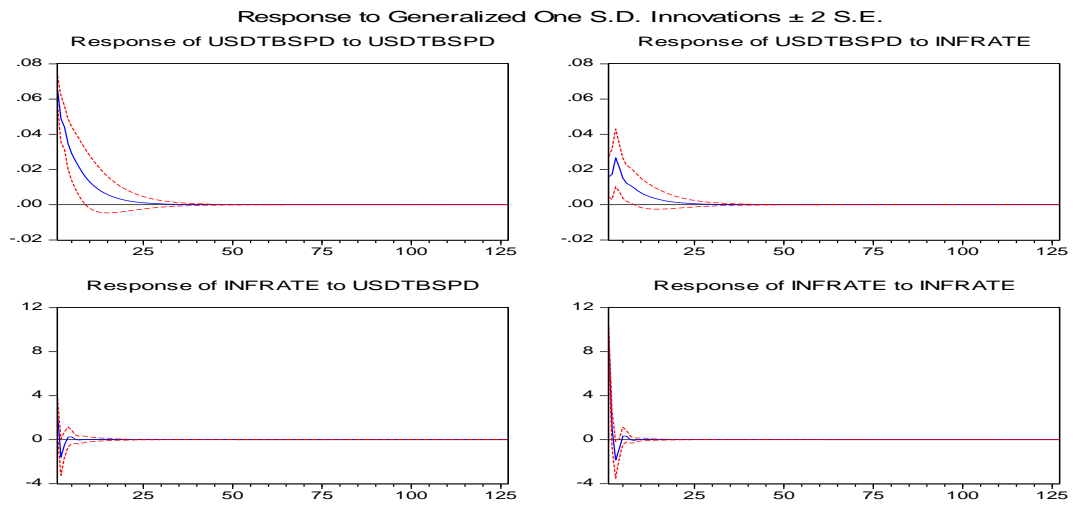 Response to Generalized One S.D. Innovations ± 2 S.E.
Response of USDTBSPD to USDTBSPD
.08
.06
.04
.02
.00
-.02
25 50 75 100 125
Response of USDTBSPD to INFRATE
.08
.06
.04
.02
.00
-.02
25 50 75 100 125
Response of INFRATE to USDTBSPD
12
8
4
0
-4
25 50 75 100 125
Response of INFRATE to INFRATE
12
8
4
0
-4
25 50 75 100 125